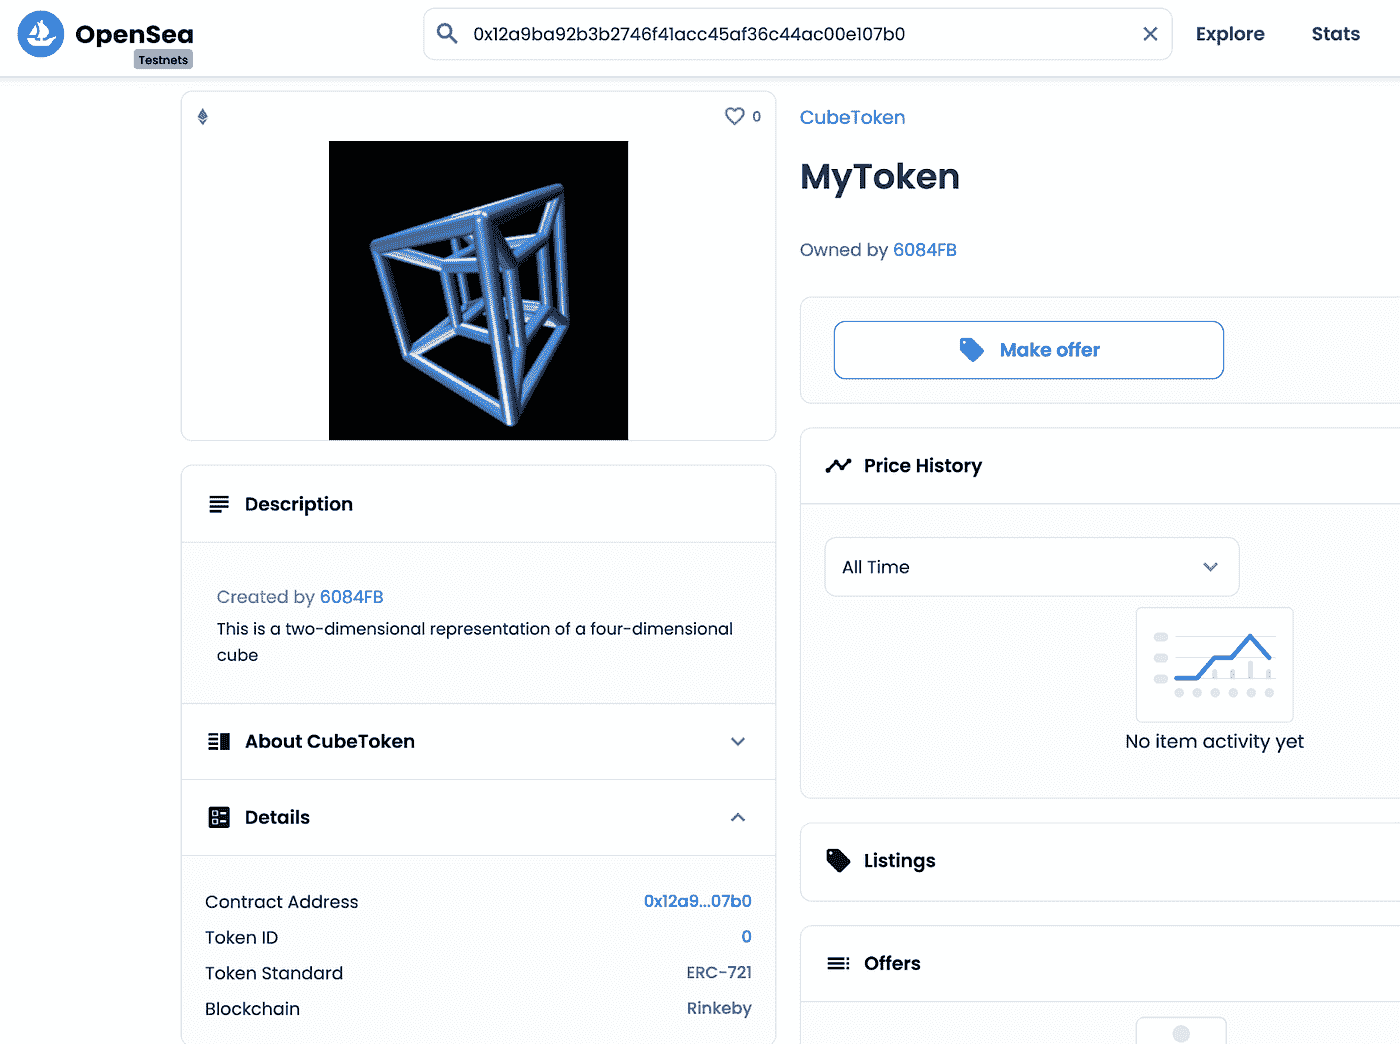 OpenSea
Testnets
0x12a9ba92b3b2746f41acc45af36c44ac00e107b0
Explore
Stats
0
CubeToken
MyToken
Owned by 6084FB
Make offer
Price History
All Time
No item activity yet
Listings
Offers
Description
Created by 6084FB
This is a two-dimensional representation of a four-dimensional
cube
About CubeToken
Details
Contract Address 0x12a9...07b0
Token ID 0
Token Standard ERC-721
Blockchain Rinkeby